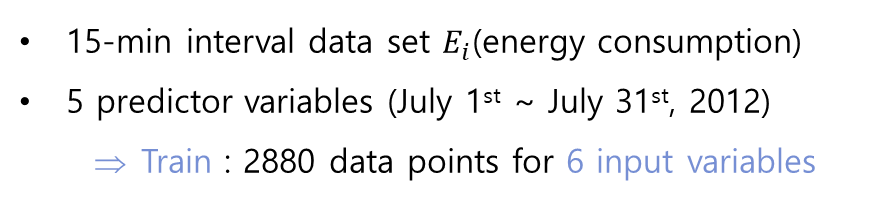 • 15-min interval data set 𝐸ᵢ(energy consumption)
• 5 predictor variables (July 1ˢᵗ ~ July 31ˢᵗ, 2012)
⇒ Train : 2880 data points for 6 input variables